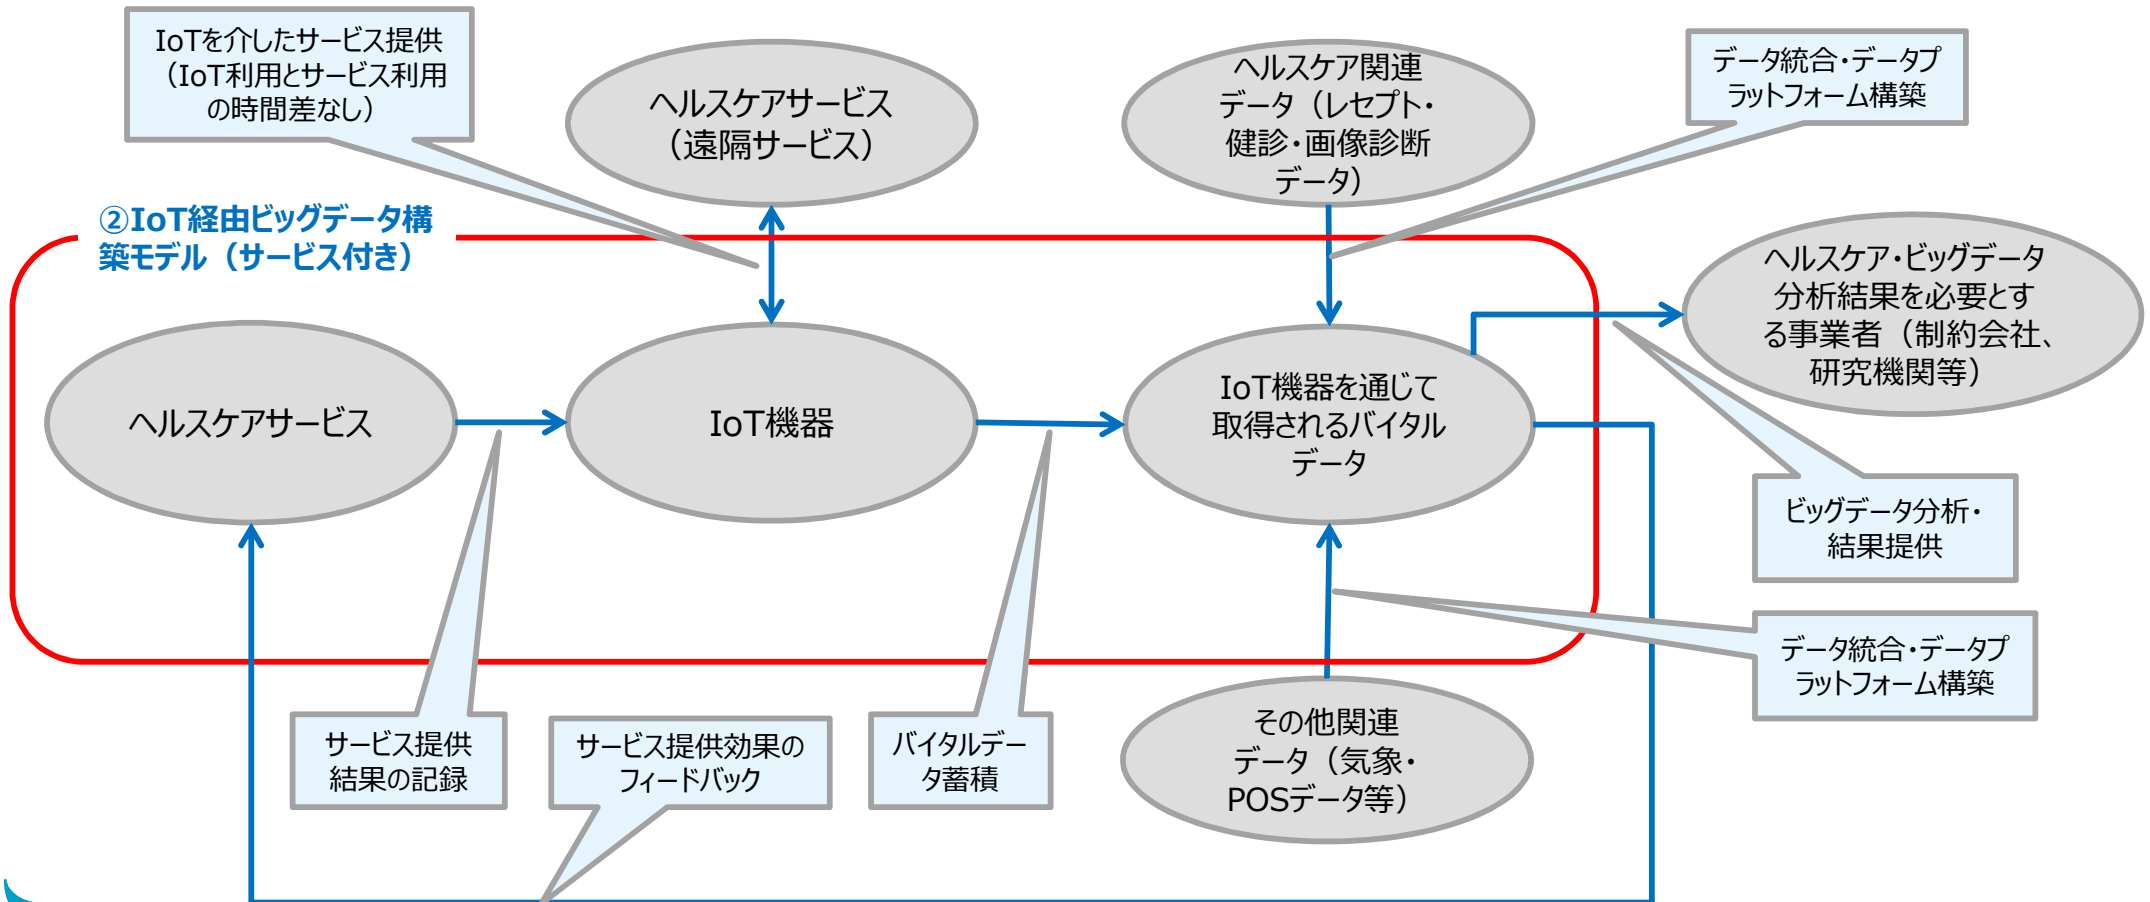 IoTを介したサービス提供
（IoT利用とサービス利用
の時間差なし）
ヘルスケアサービス
（遠隔サービス）
ヘルスケア関連
データ（レセプト・
健診・画像診断
データ）
データ統合・データプ
ラットフォーム構築
②IoT経由ビッグデータ構
築モデル（サービス付き）
ヘルスケア・ビッグデータ
分析結果を必要とす
る事業者（制約会社、
研究機関等）
ヘルスケアサービス
IoT機器
IoT機器を通じて
取得されるバイタル
データ
ビッグデータ分析・
結果提供
データ統合・データプ
ラットフォーム構築
サービス提供
結果の記録
サービス提供効果の
フィードバック
バイタルデー
タ蓄積
その他関連
データ（気象・
POSデータ等）